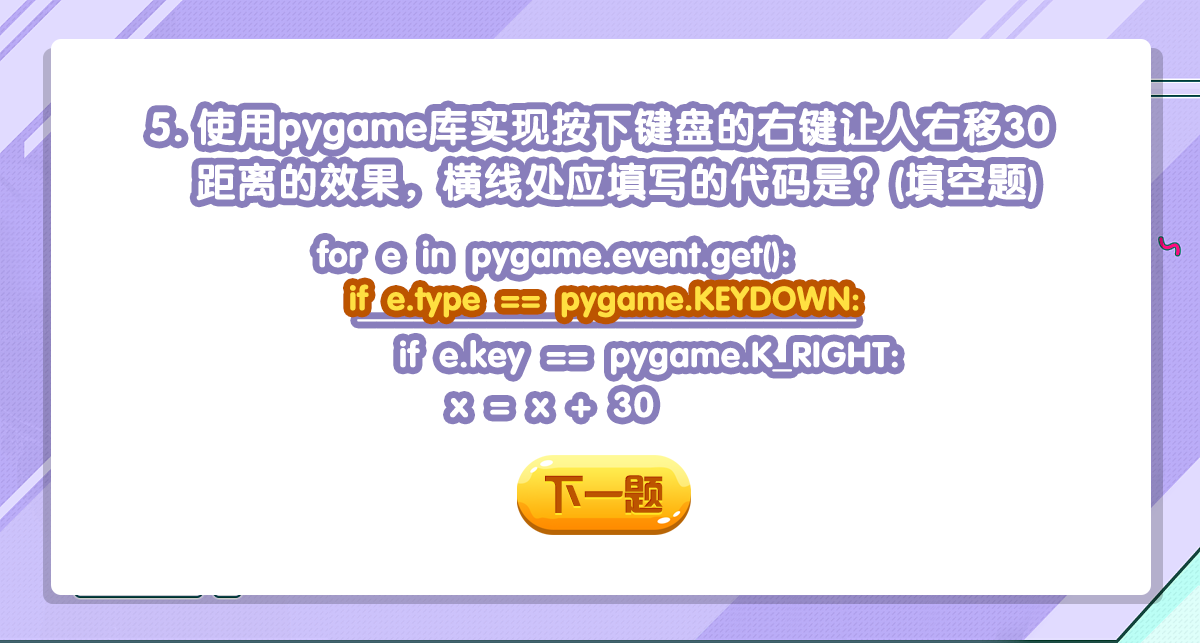 5. 使用pygame库实现按下键盘的右键让人右移30
距离的效果，横线处应填写的代码是？(填空题)
for e in pygame.event.get():
if e.type == pygame.KEYDOWN:
if e.key == pygame.K_RIGHT:
x = x + 30
下一题